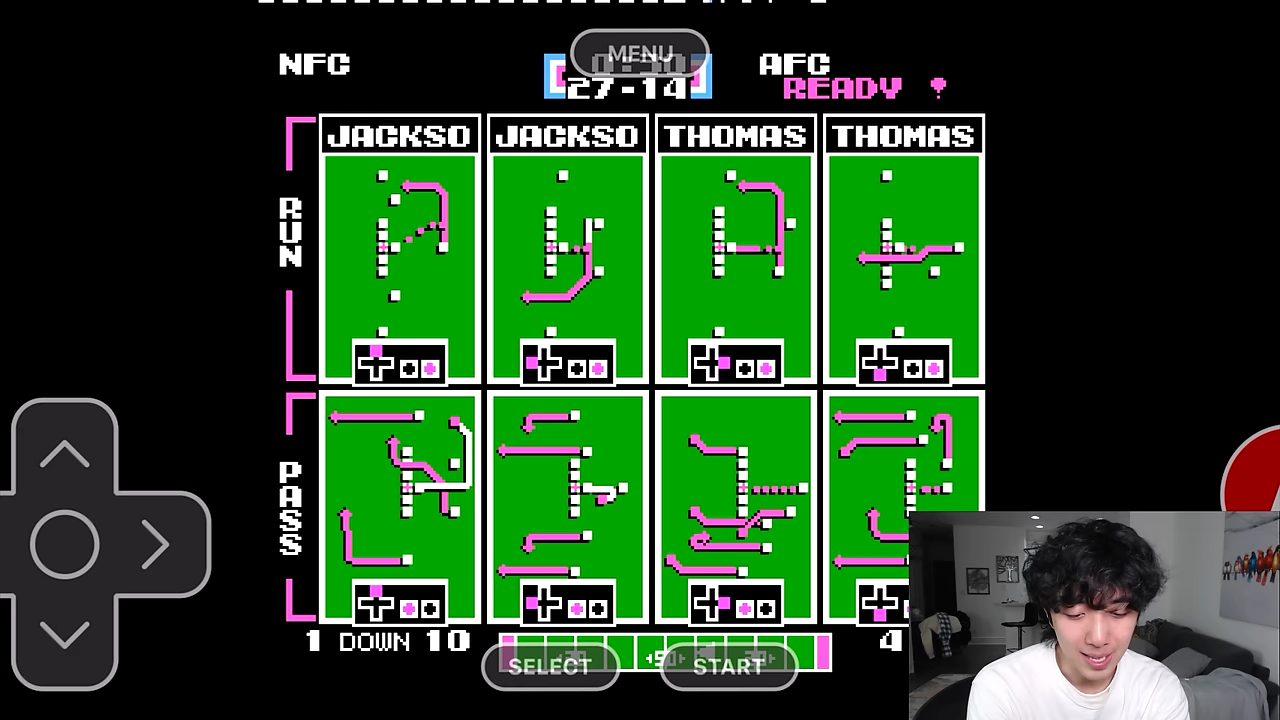 MENU
NFC
AFC
27-14
READY
JACKSO JACKSO THOMAS THOMAS
RUN
PASS
1 DOWN 10
4
SELECT
START